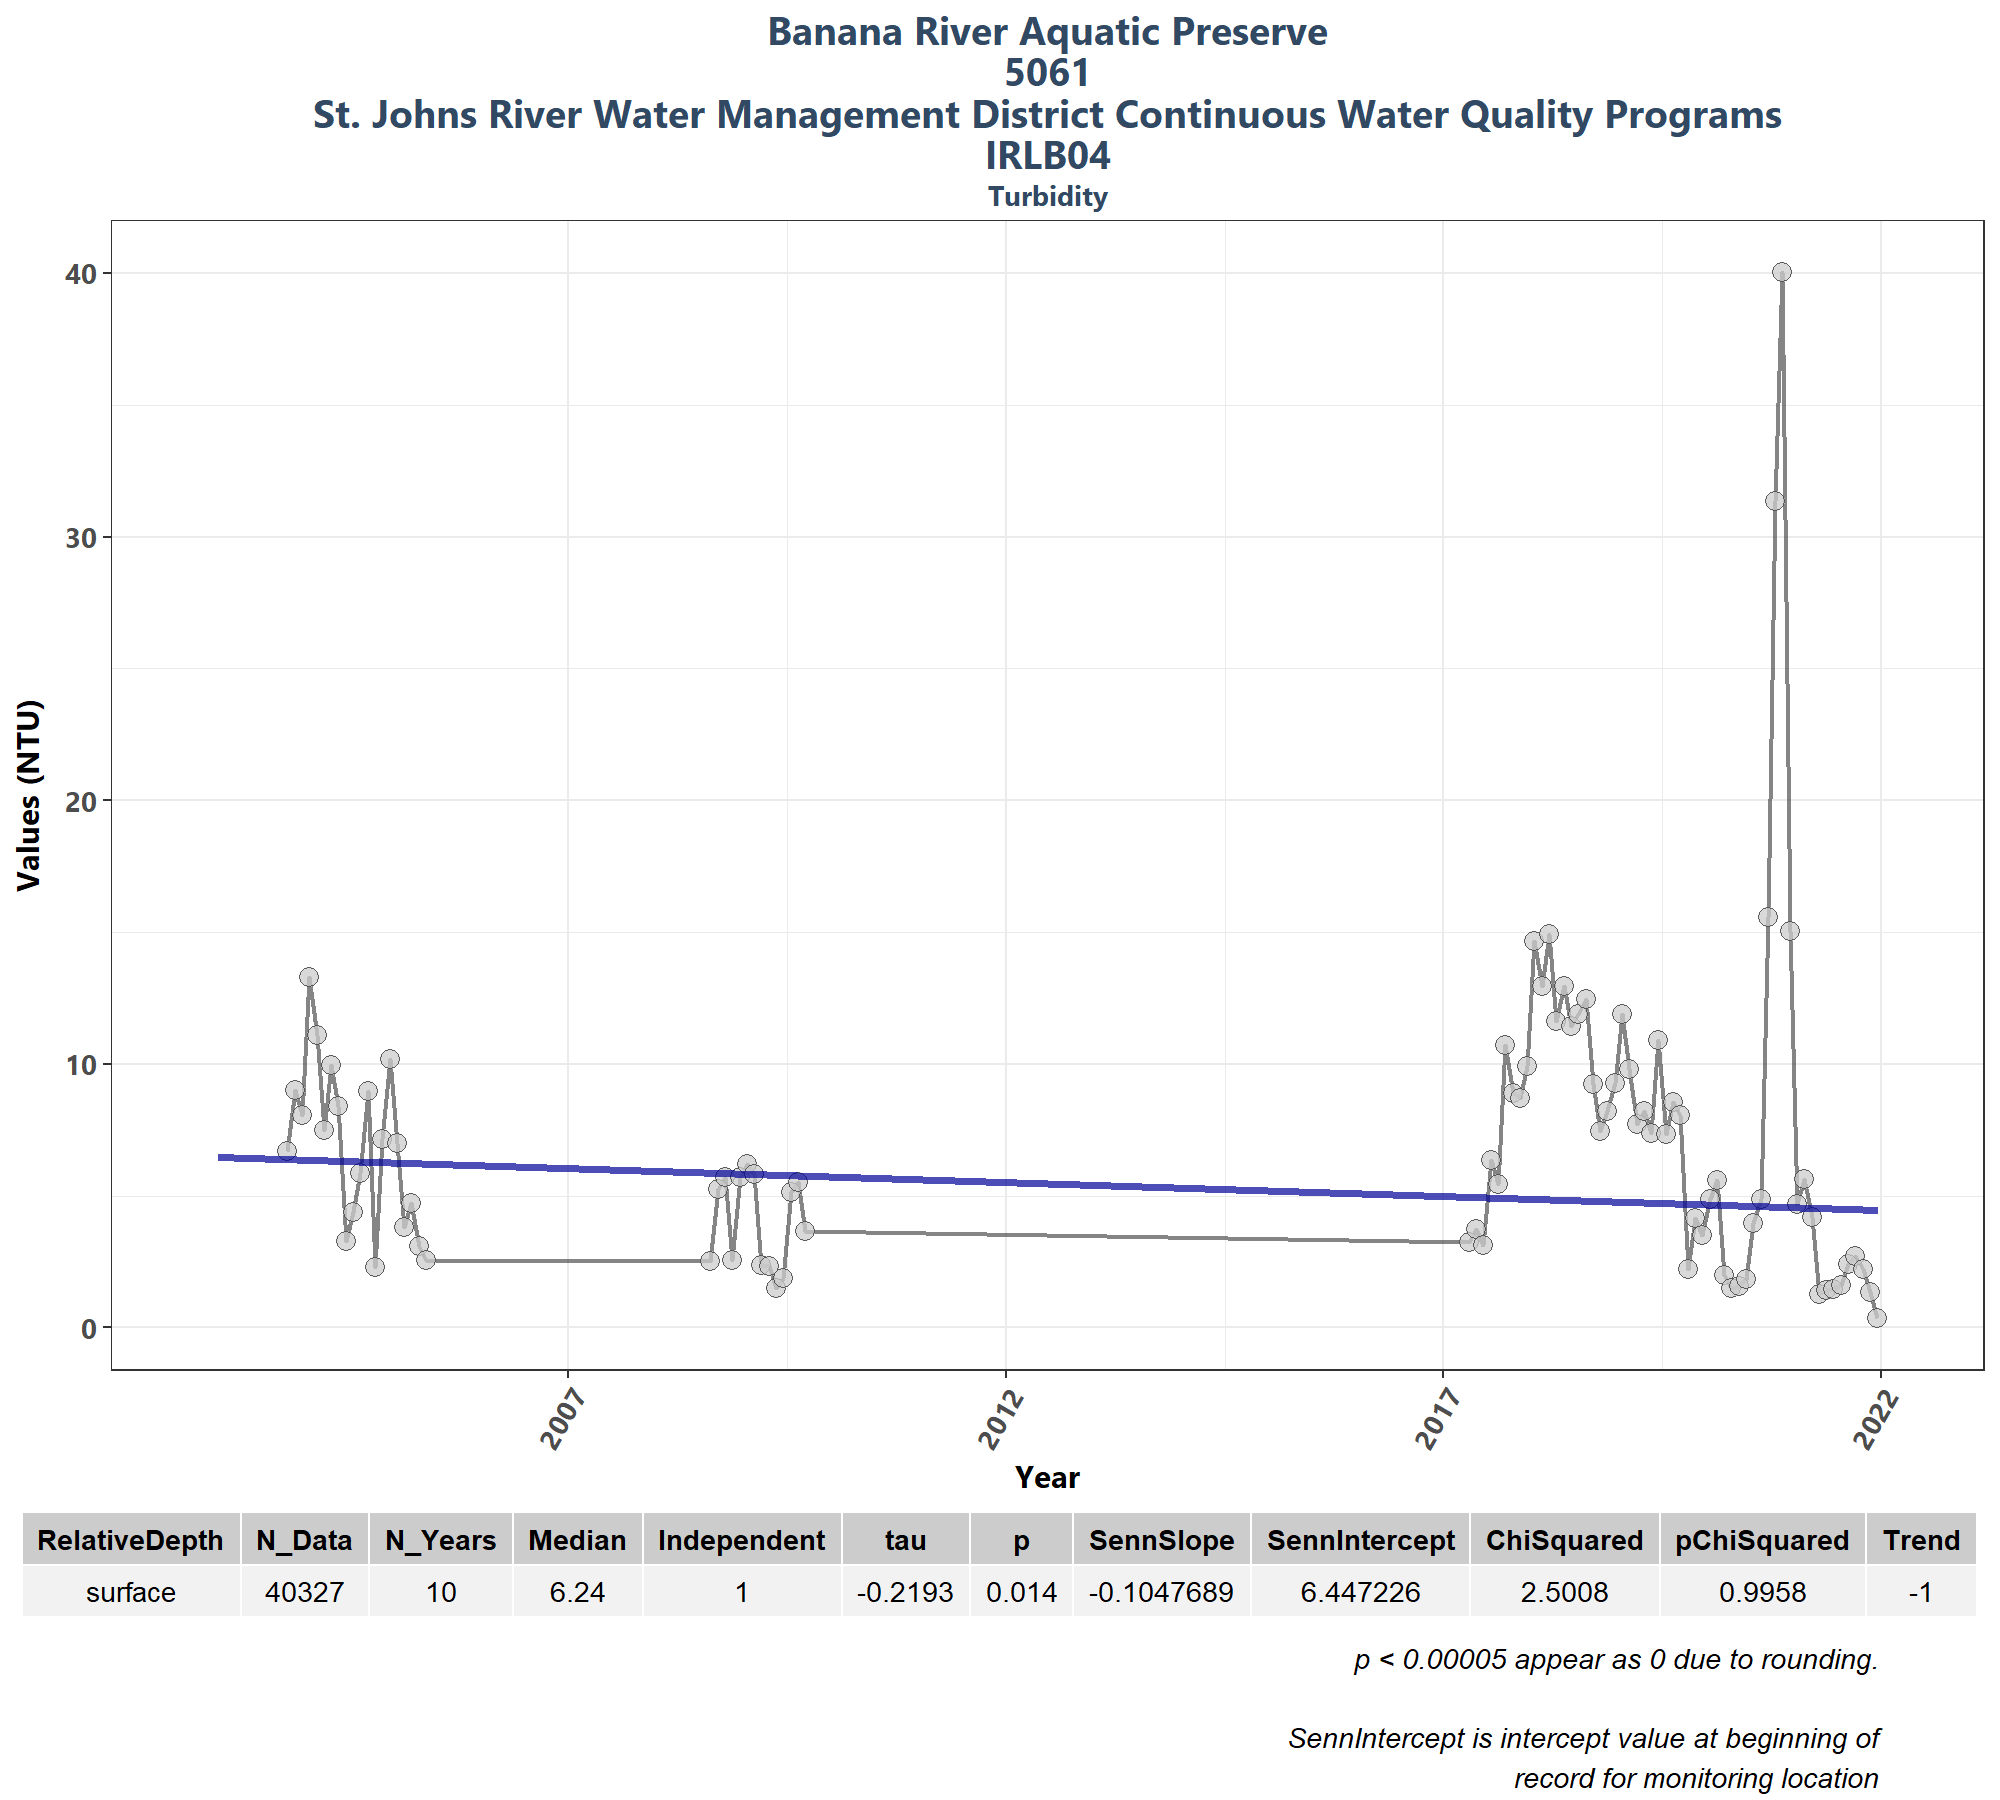 Banana River Aquatic Preserve
5061
St. Johns River Water Management District Continuous Water Quality Programs
IRLB04
Turbidity
40
30
20
10
0
Values (NTU)
2007
2012
2017
2022
Year
RelativeDepth N_Data N_Years Median Independent tau p SennSlope SennIntercept ChiSquared pChiSquared Trend
surface 40327 10 6.24 1 -0.2193 0.014 -0.1047689 6.447226 2.5008 0.9958 -1
p < 0.00005 appear as 0 due to rounding.
SennIntercept is intercept value at beginning of
record for monitoring location